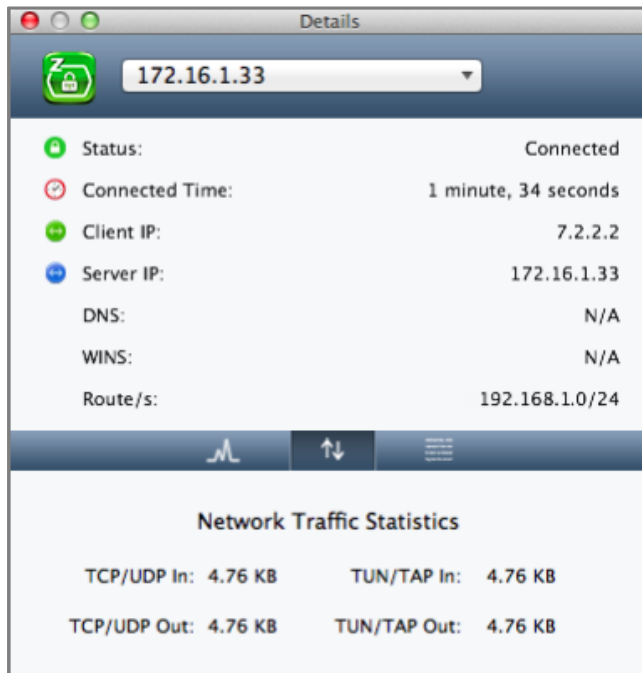 Details
Z
172.16.1.33
Status: Connected
Connected Time: 1 minute, 34 seconds
Client IP: 7.2.2.2
Server IP: 172.16.1.33
DNS: N/A
WINS: N/A
Route/s: 192.168.1.0/24
Network Traffic Statistics
TCP/UDP In: 4.76 KB TUN/TAP In: 4.76 KB
TCP/UDP Out: 4.76 KB TUN/TAP Out: 4.76 KB